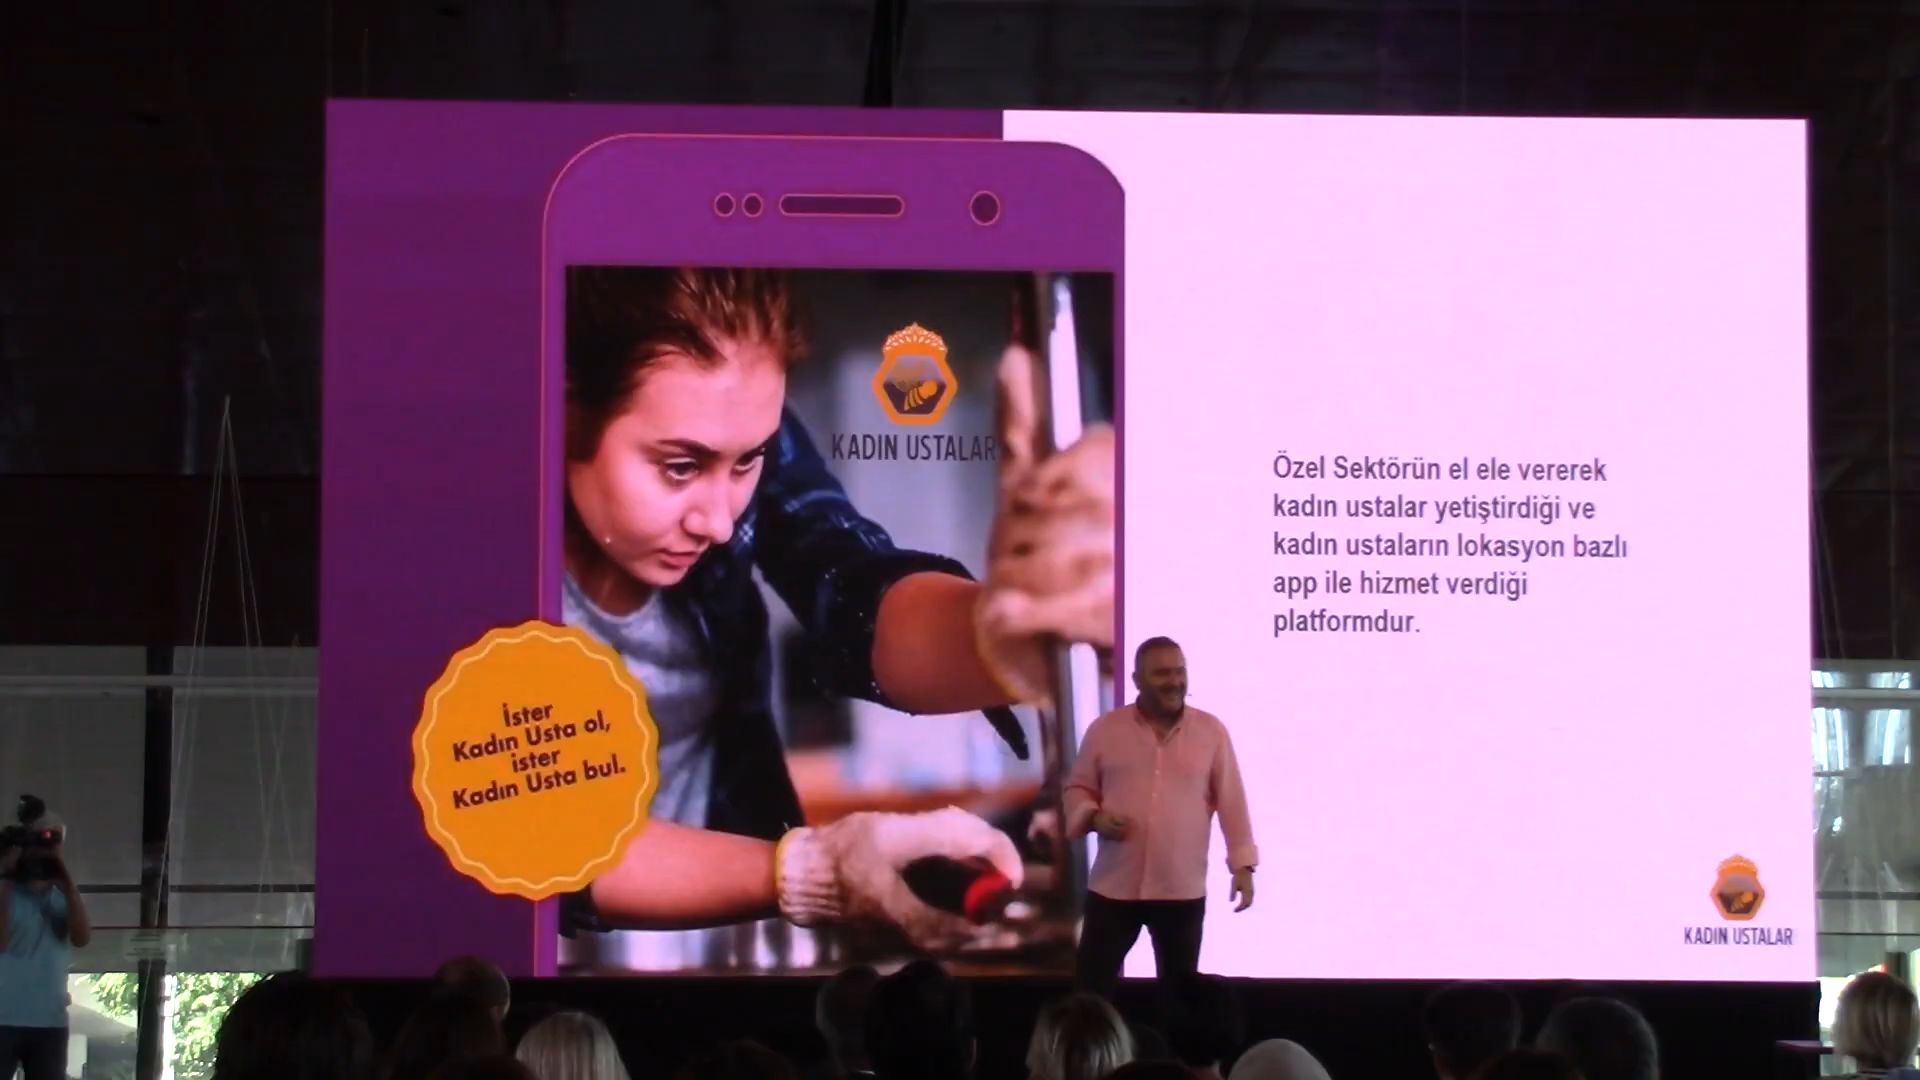 KADIN USTALAR
İster
Kadın Usta ol,
ister
Kadın Usta bul.
Özel Sektörün el ele vererek
kadın ustalar yetiştirdiği ve
kadın ustaların lokasyon bazlı
app ile hizmet verdiği
platformdur.
KADIN USTALAR